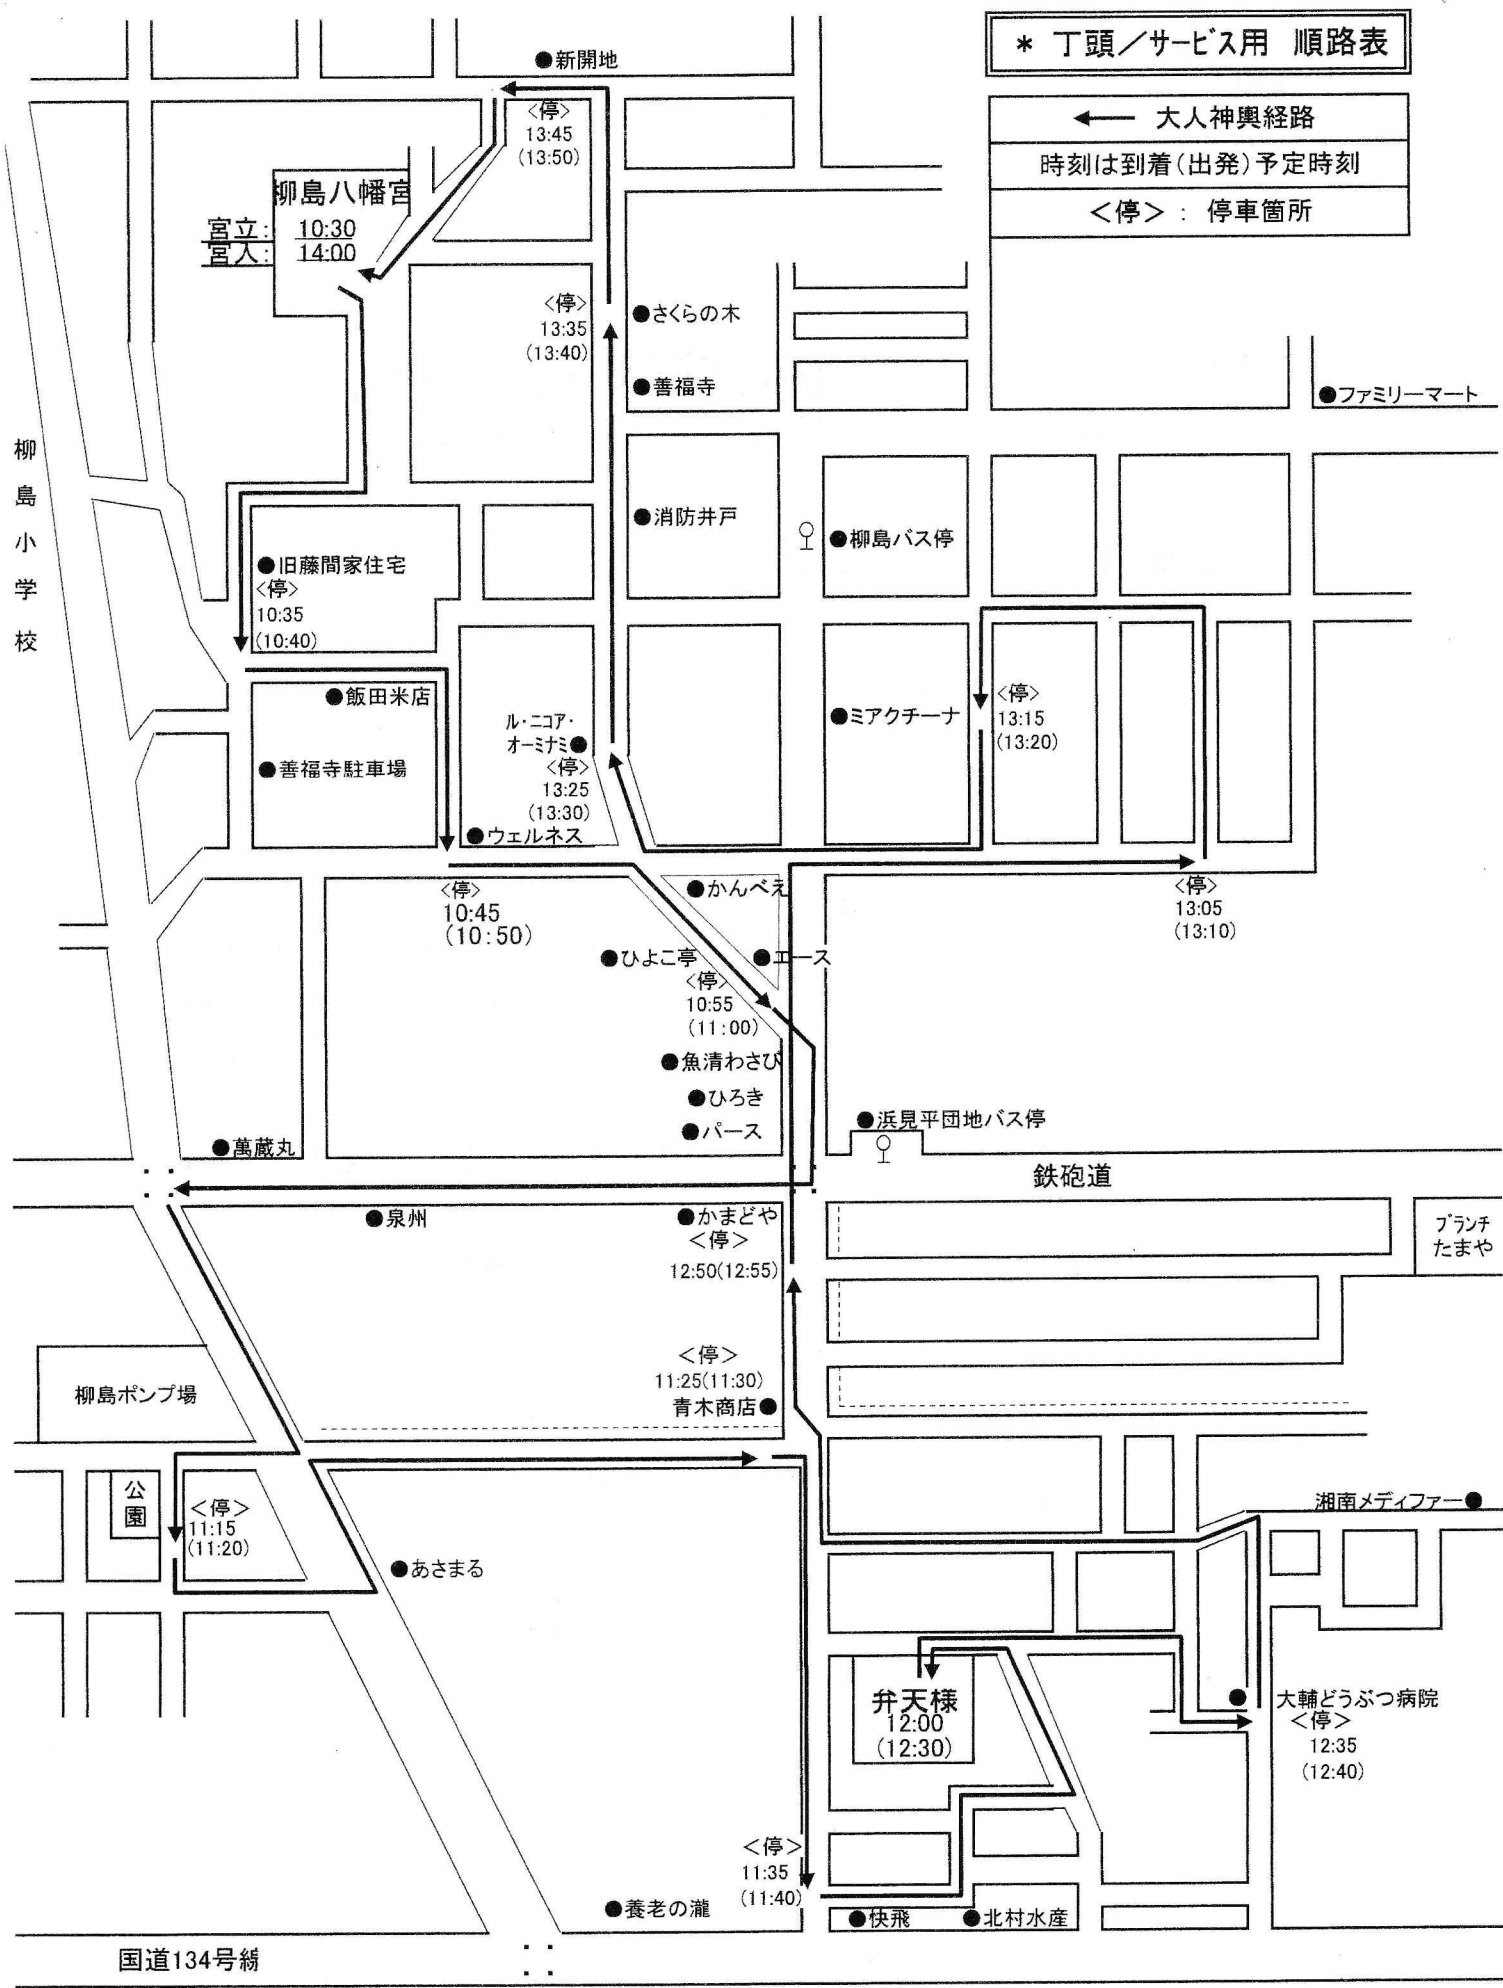 ＊ 丁頭／サービス用 順路表
← 大人神輿経路
時刻は到着(出発)予定時刻
＜停＞ : 停車箇所
●新開地
＜停＞
13:45
(13:50)
柳島八幡宮
宮立: 10:30
宮入: 14:00
＜停＞
13:35
(13:40)
●さくらの木
●善福寺
●ファミリーマート
柳島小学校
●消防井戸
●柳島バス停
●旧藤間家住宅
＜停＞
10:35
(10:40)
●飯田米店
●善福寺駐車場
ル・ニコア・
オーミナミ●
＜停＞
13:25
(13:30)
●ミアクチーナ
＜停＞
13:15
(13:20)
●ウェルネス
＜停＞
10:45
(10:50)
●かんべえ
＜停＞
13:05
(13:10)
●ひよこ亭
●エース
＜停＞
10:55
(11:00)
●魚清わさび
●ひろき
●パース
●浜見平団地バス停
●萬蔵丸
鉄砲道
●泉州
●かまどや
＜停＞
12:50(12:55)
ブランチ
たまや
＜停＞
11:25(11:30)
青木商店●
柳島ポンプ場
公園
＜停＞
11:15
(11:20)
●あさまる
湘南メディファー●
弁天様
12:00
(12:30)
●大輔どうぶつ病院
＜停＞
12:35
(12:40)
＜停＞
11:35
(11:40)
●養老の瀧
●快飛
●北村水産
国道134号線